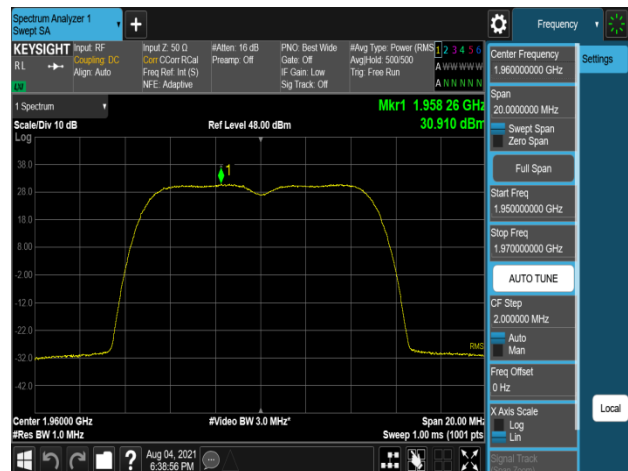 Spectrum Analyzer 1
Swept SA
Frequency
KEYSIGHT
RL
Input: RF
Coupling: DC
Align: Auto
Input Z: 50 Ω
Corr CCorr RCal
Freq Ref: Int (S)
NFE: Adaptive
#Atten: 16 dB
Preamp: Off
PNO: Best Wide
Gate: Off
IF Gain: Low
Sig Track: Off
#Avg Type: Power (RMS
Avg|Hold: 500/500
Trig: Free Run
1 2 3 4 5 6
A W W W W W
A N N N N N
1 Spectrum
Scale/Div 10 dB
Log
Ref Level 48.00 dBm
Mkr1 1.958 26 GHz
30.910 dBm
1
38.0
28.0
18.0
8.00
-2.00
-12.0
-22.0
-32.0
-42.0
RMS
Center 1.96000 GHz
#Res BW 1.0 MHz
#Video BW 3.0 MHz*
Span 20.00 MHz
Sweep 1.00 ms (1001 pts)
Aug 04, 2021
6:38:56 PM
?
Center Frequency
1.960000000 GHz
Span
20.0000000 MHz
Swept Span
Zero Span
Full Span
Start Freq
1.950000000 GHz
Stop Freq
1.970000000 GHz
AUTO TUNE
CF Step
2.000000 MHz
Auto
Man
Freq Offset
0 Hz
X Axis Scale
Log
Lin
Signal Track
Settings
Local